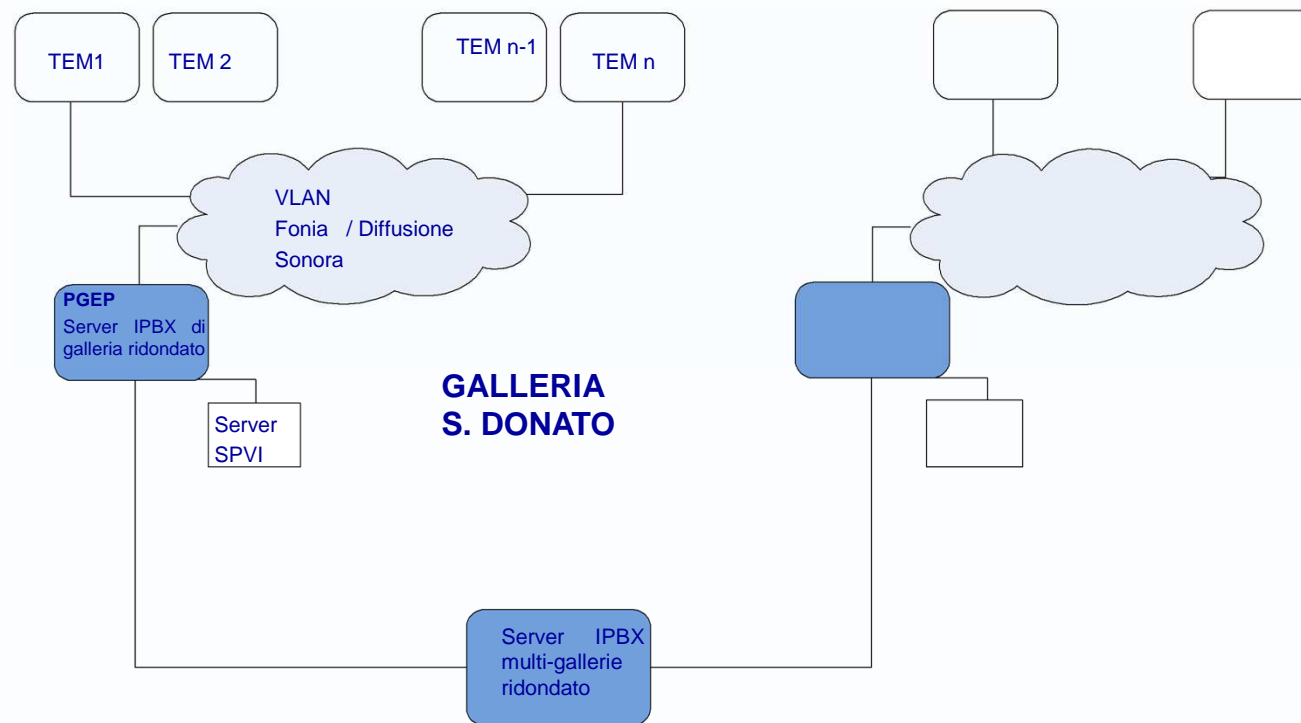 TEM1
TEM 2
TEM n-1
TEM n
VLAN
Fonia / Diffusione
Sonora
PGEP
Server IPBX di
galleria ridondato
Server
SPVI
GALLERIA
S. DONATO
Server IPBX
multi-gallerie
ridondato